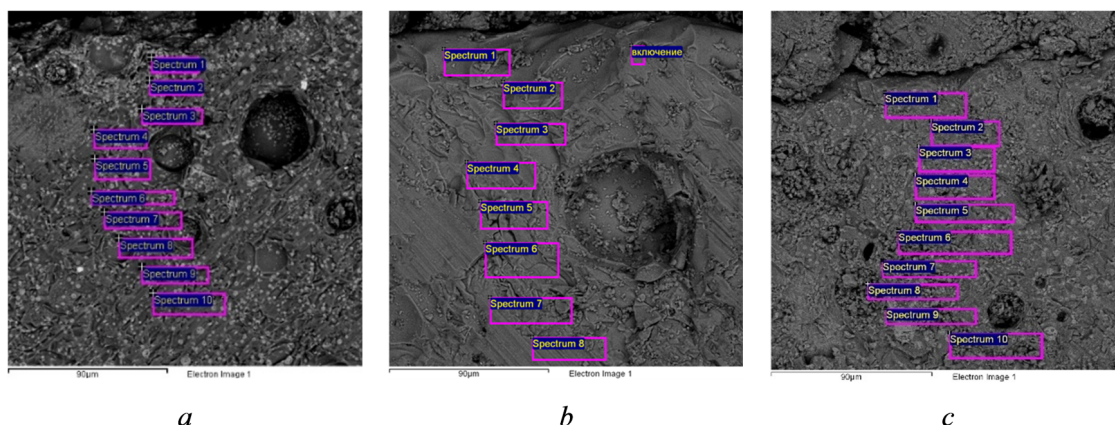 Spectrum 1
Spectrum 2
Spectrum 3
Spectrum 4
Spectrum 5
Spectrum 6
Spectrum 7
Spectrum 8
Spectrum 9
Spectrum 10
90µm
Electron Image 1
a
Spectrum 1
включение
Spectrum 2
Spectrum 3
Spectrum 4
Spectrum 5
Spectrum 6
Spectrum 7
Spectrum 8
90µm
Electron Image 1
b
Spectrum 1
Spectrum 2
Spectrum 3
Spectrum 4
Spectrum 5
Spectrum 6
Spectrum 7
Spectrum 8
Spectrum 9
Spectrum 10
90µm
Electron Image 1
c